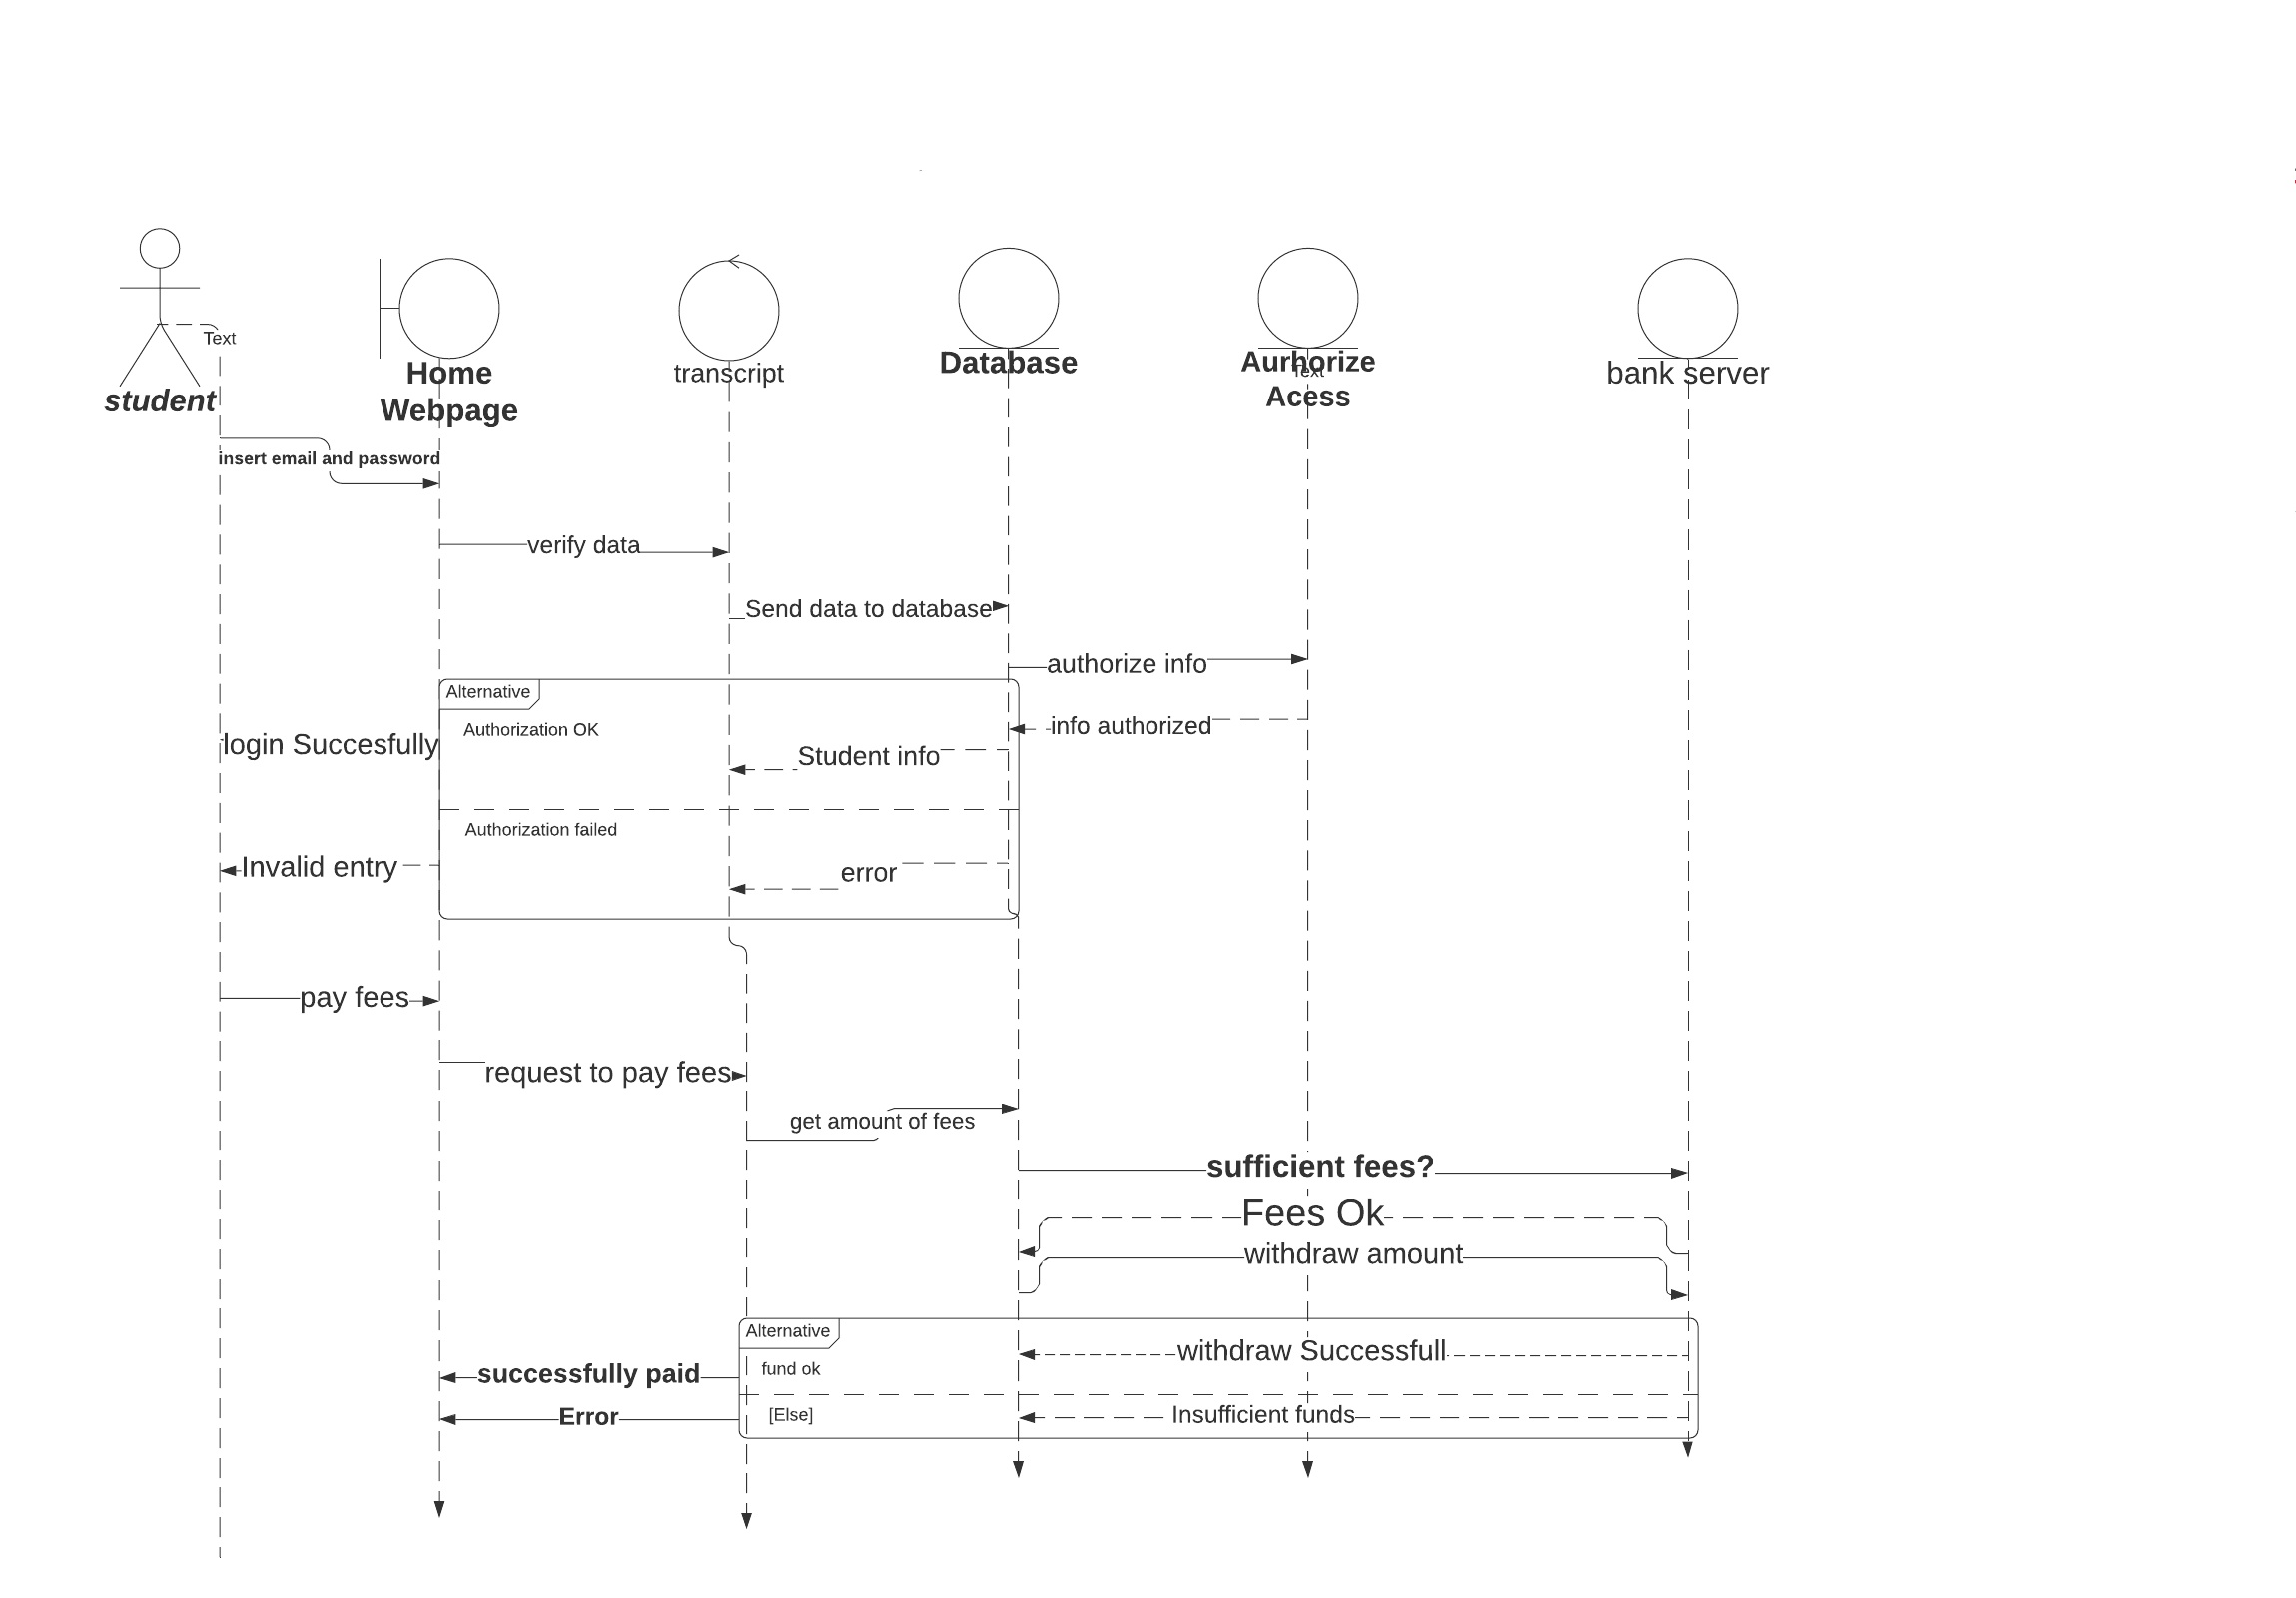 Text
student
Home
Webpage
transcript
Database
Aurhorize
Text
Acess
bank server
insert email and password
verify data
Send data to database
authorize info
Alternative
Authorization OK
info authorized
login Succesfully
Student info
Authorization failed
Invalid entry
error
pay fees
request to pay fees
get amount of fees
sufficient fees?
Fees Ok
withdraw amount
Alternative
withdraw Successfull
fund ok
successfully paid
[Else]
Insufficient funds
Error